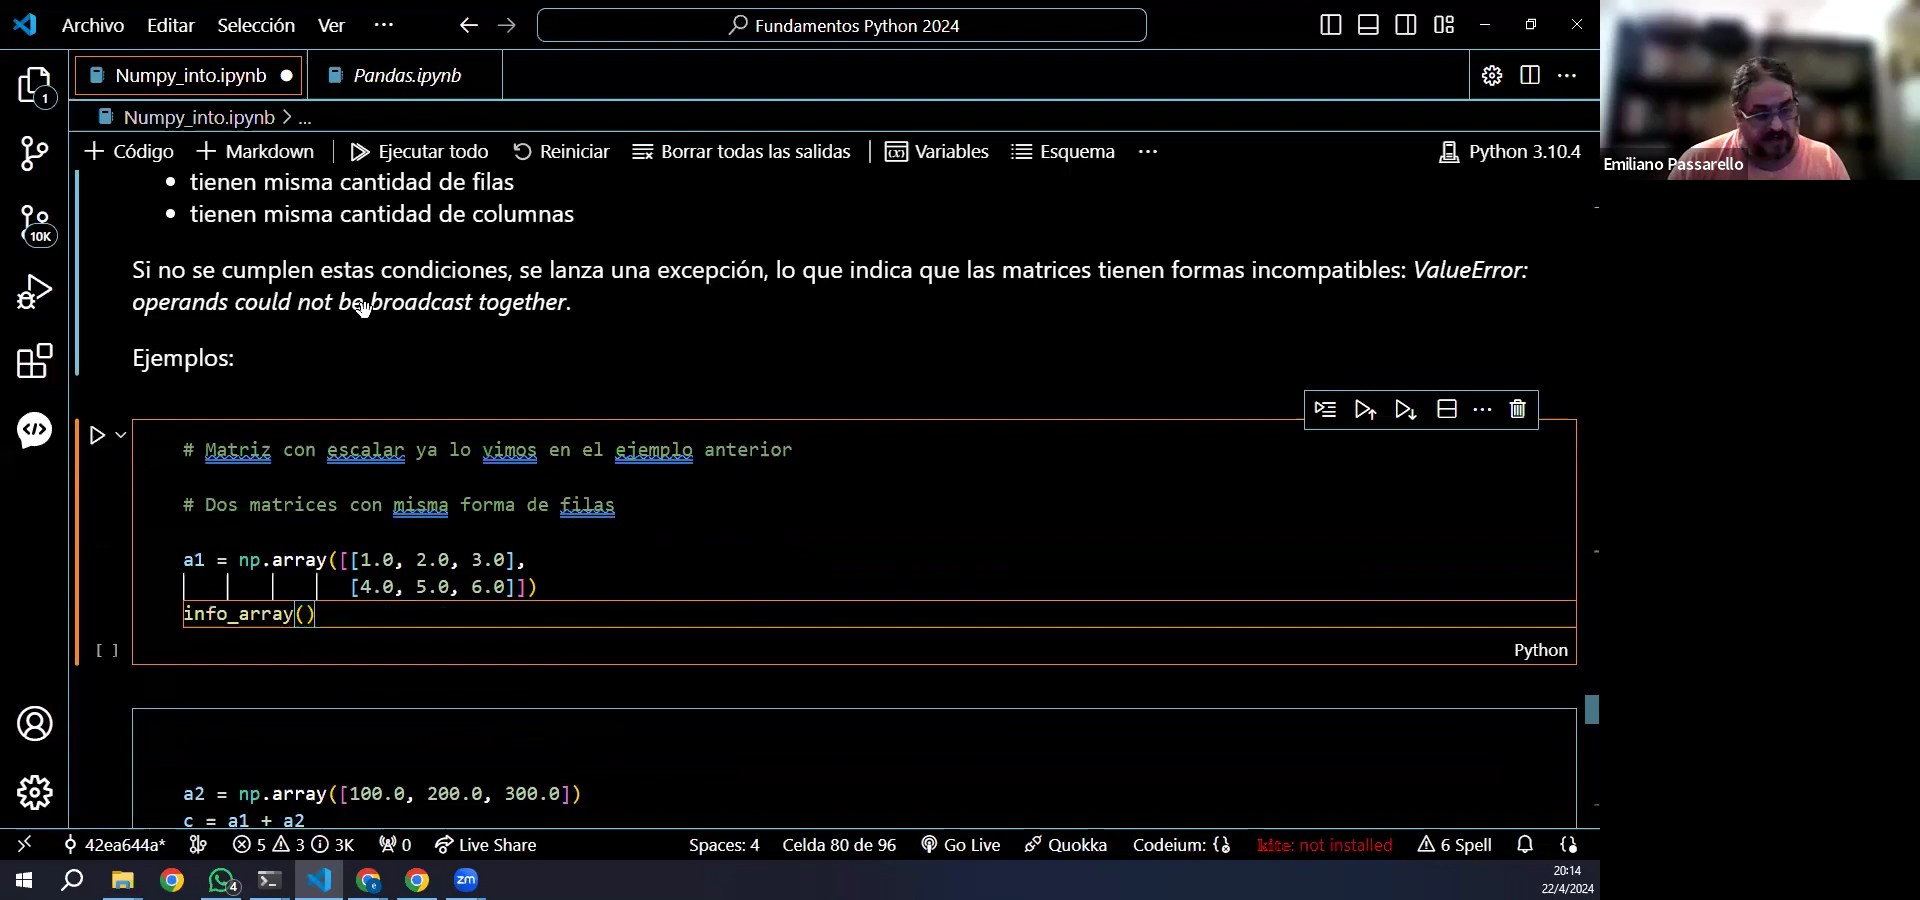 Archivo Editar Selección Ver ··· Fundamentos Python 2024
Numpy_into.ipynb Pandas.ipynb
Numpy_into.ipynb > ...
+ Código + Markdown Ejecutar todo Reiniciar Borrar todas las salidas Variables Esquema ··· Python 3.10.4
Emiliano Passarello
1
10K
• tienen misma cantidad de filas
• tienen misma cantidad de columnas
Si no se cumplen estas condiciones, se lanza una excepción, lo que indica que las matrices tienen formas incompatibles: ValueError:
operands could not be broadcast together.
Ejemplos:
# Matriz con escalar ya lo vimos en el ejemplo anterior
# Dos matrices con misma forma de filas
a1 = np.array([[1.0, 2.0, 3.0],
[4.0, 5.0, 6.0]])
info_array()
[ ] Python
a2 = np.array([100.0, 200.0, 300.0])
c = a1 + a2
42ea644a* 5 3 3K 0 Live Share Spaces: 4 Celda 80 de 96 Go Live Quokka Codeium: {} kite: not installed 6 Spell
4 zm 20:14
22/4/2024